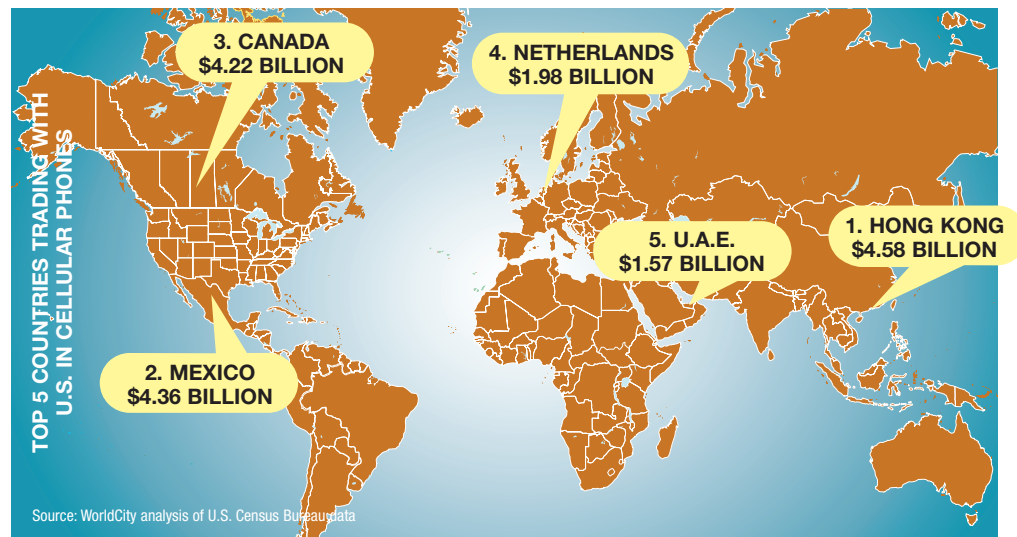 TOP 5 COUNTRIES TRADING WITH
U.S. IN CELLULAR PHONES
3. CANADA
$4.22 BILLION
4. NETHERLANDS
$1.98 BILLION
5. U.A.E.
$1.57 BILLION
1. HONG KONG
$4.58 BILLION
2. MEXICO
$4.36 BILLION
Source: WorldCity analysis of U.S. Census Bureau data